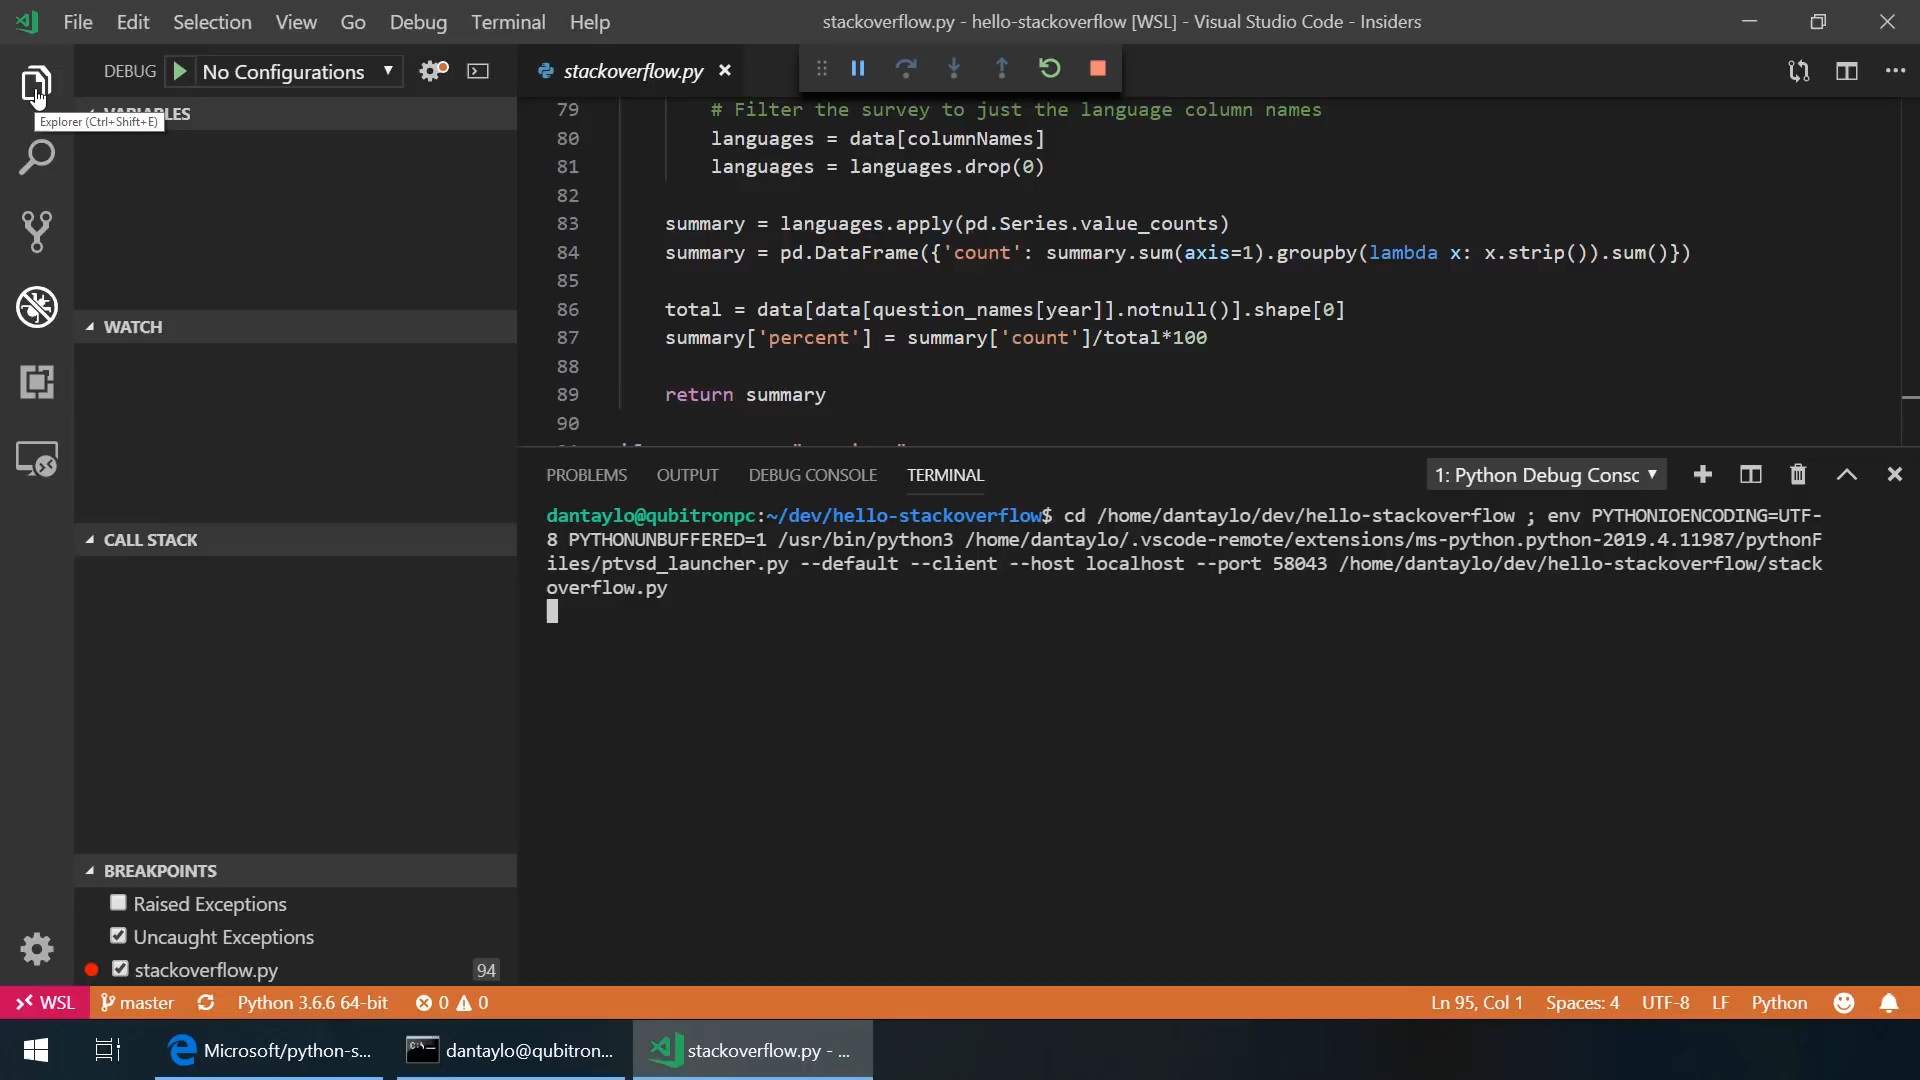 File Edit Selection View Go Debug Terminal Help
stackoverflow.py - hello-stackoverflow [WSL] - Visual Studio Code - Insiders
DEBUG No Configurations
stackoverflow.py
Explorer (Ctrl+Shift+E)
79 # Filter the survey to just the language column names
80 languages = data[columnNames]
81 languages = languages.drop(0)
82
83 summary = languages.apply(pd.Series.value_counts)
84 summary = pd.DataFrame({'count': summary.sum(axis=1).groupby(lambda x: x.strip()).sum()})
85
86 total = data[data[question_names[year]].notnull()].shape[0]
87 summary['percent'] = summary['count']/total*100
88
89 return summary
90
WATCH
CALL STACK
BREAKPOINTS
Raised Exceptions
Uncaught Exceptions
stackoverflow.py 94
PROBLEMS OUTPUT DEBUG CONSOLE TERMINAL
1: Python Debug Consc
dantaylo@qubitronpc:~/dev/hello-stackoverflow$ cd /home/dantaylo/dev/hello-stackoverflow ; env PYTHONIOENCODING=UTF-
8 PYTHONUNBUFFERED=1 /usr/bin/python3 /home/dantaylo/.vscode-remote/extensions/ms-python.python-2019.4.11987/pythonF
iles/ptvsd_launcher.py --default --client --host localhost --port 58043 /home/dantaylo/dev/hello-stackoverflow/stack
overflow.py
WSL master Python 3.6.6 64-bit 0 0
Ln 95, Col 1 Spaces: 4 UTF-8 LF Python
Microsoft/python-s... dantaylo@qubitron... stackoverflow.py - ...